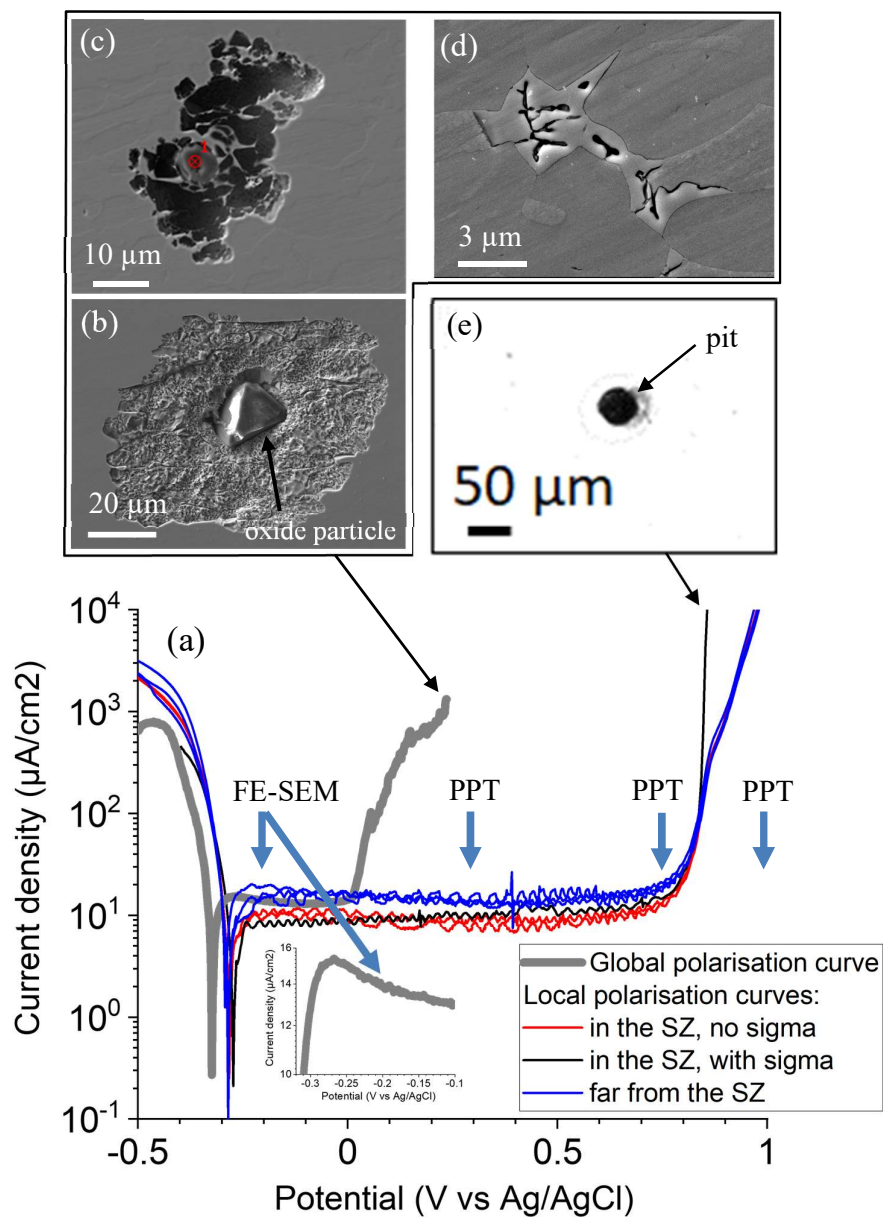 (c)
1
10 µm
(d)
3 µm
(b)
20 µm
oxide particle
(e)
pit
50 µm
(a)
10^4
10^3
10^2
10^1
10^0
10^-1
Current density (µA/cm2)
FE-SEM
PPT
PPT
PPT
16
14
12
10
Current density (µA/cm2)
-0.3
-0.25
-0.2
-0.15
-0.1
Potential (V vs Ag/AgCl)
Global polarisation curve
Local polarisation curves:
in the SZ, no sigma
in the SZ, with sigma
far from the SZ
-0.5
0
0.5
1
Potential (V vs Ag/AgCl)